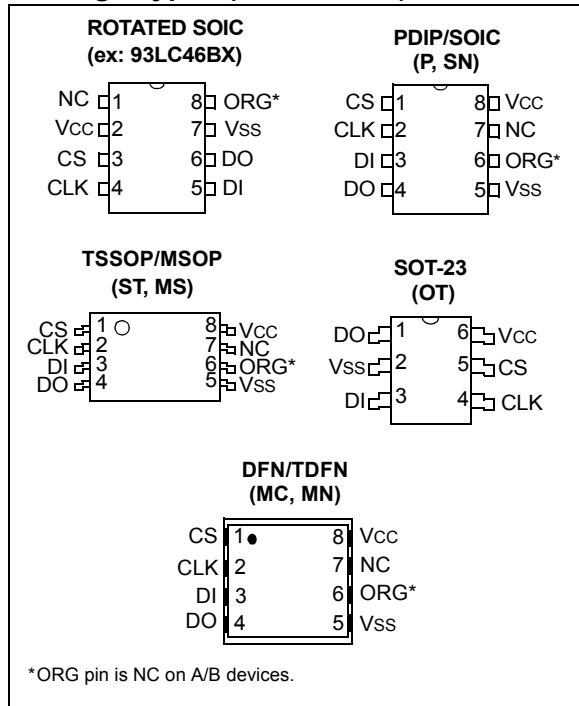 ROTATED SOIC
(ex: 93LC46BX)
NC 1 8 ORG*
Vcc 2 7 Vss
CS 3 6 DO
CLK 4 5 DI
PDIP/SOIC
(P, SN)
CS 1 8 Vcc
CLK 2 7 NC
DI 3 6 ORG*
DO 4 5 Vss
TSSOP/MSOP
(ST, MS)
CS 1 8 Vcc
CLK 2 7 NC
DI 3 6 ORG*
DO 4 5 Vss
SOT-23
(OT)
DO 1 6 Vcc
Vss 2 5 CS
DI 3 4 CLK
DFN/TDFN
(MC, MN)
CS 1 8 Vcc
CLK 2 7 NC
DI 3 6 ORG*
DO 4 5 Vss
*ORG pin is NC on A/B devices.